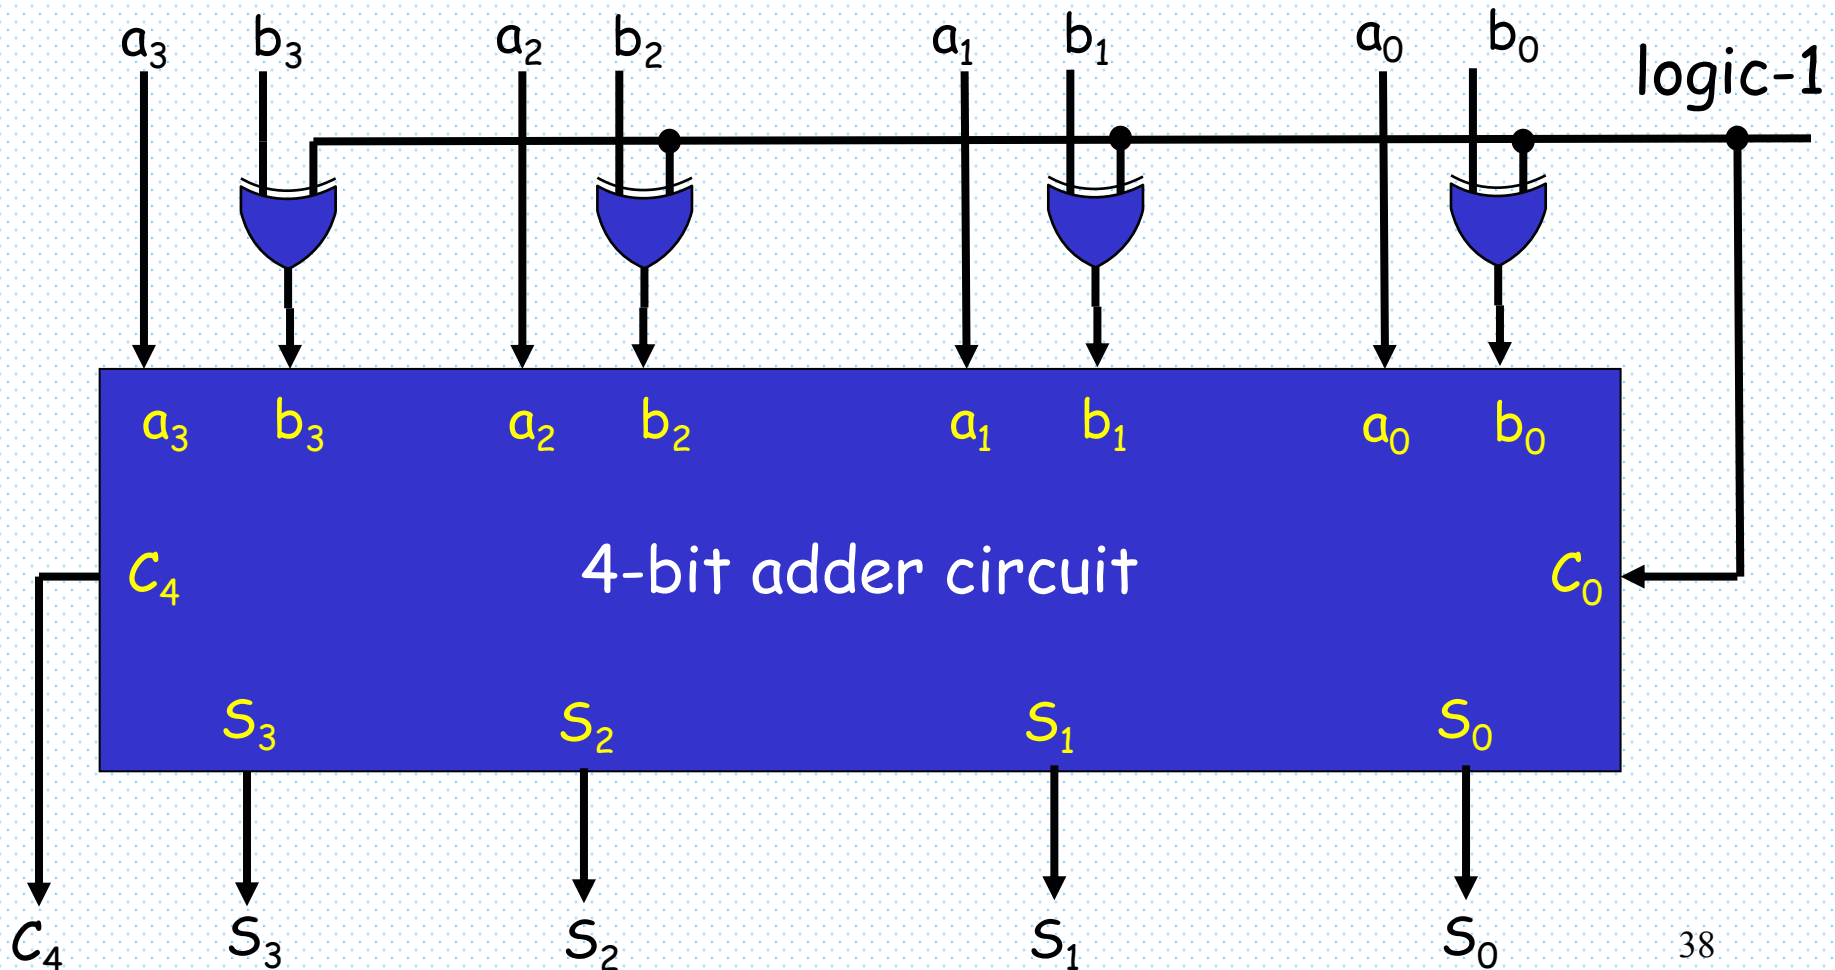 a₃ b₃ a₂ b₂ a₁ b₁ a₀ b₀
logic-1
a₃ b₃ a₂ b₂ a₁ b₁ a₀ b₀
C₄ 4-bit adder circuit C₀
S₃ S₂ S₁ S₀
C₄ S₃ S₂ S₁ S₀ 38